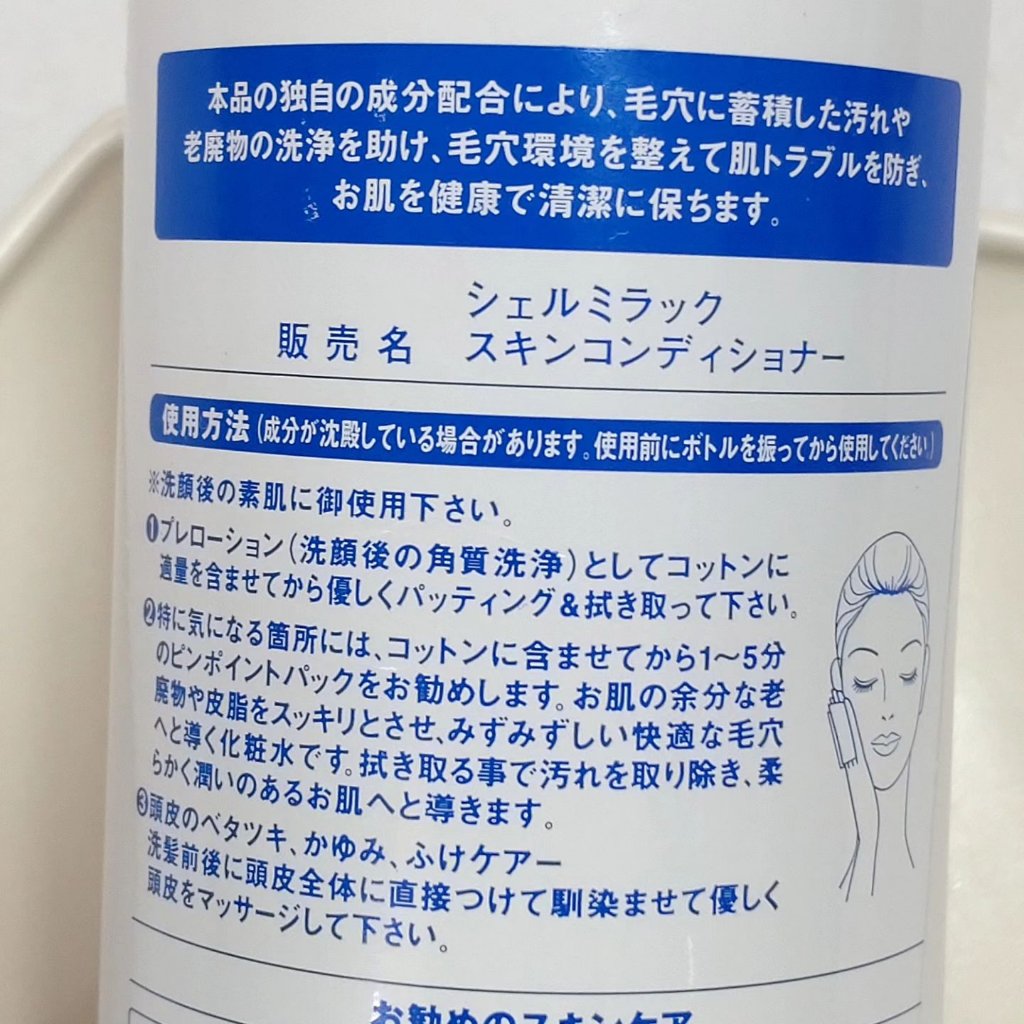 本品の独自の成分配合により、毛穴に蓄積した汚れや
老廃物の洗浄を助け、毛穴環境を整えて肌トラブルを防ぎ、
お肌を健康で清潔に保ちます。
シェルミラック
販売名 スキンコンディショナー
使用方法（成分が沈殿している場合があります。使用前にボトルを振ってから使用してください。）
※洗顔後の素肌に御使用下さい。
❶プレローション（洗顔後の角質洗浄）としてコットンに
適量を含ませてから優しくパッティング&拭き取って下さい。
❷特に気になる箇所には、コットンに含ませてから1〜5分
のピンポイントパックをお勧めします。お肌の余分な老
廃物や皮脂をスッキリとさせ、みずみずしい快適な毛穴
へと導く化粧水です。拭き取る事で汚れを取り除き、柔
らかく潤いのあるお肌へと導きます。
❸頭皮のベタツキ、かゆみ、ふけケアー
洗髪前後に頭皮全体に直接つけて馴染ませて優しく
頭皮をマッサージして下さい。
お勧めのスキンケア